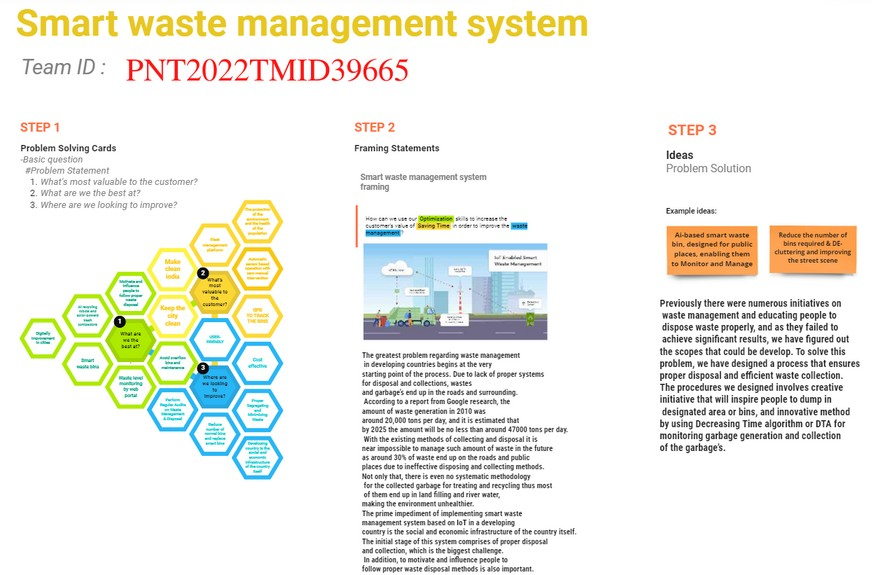 Smart waste management system
Team ID : PNT2022TMID39665
STEP 1
Problem Solving Cards
-Basic question
#Problem Statement
1. What's most valuable to the customer?
2. What are we the best at?
3. Where are we looking to improve?
Make
clean
india
Keep the
city
clean
2
What's
most
valuable to
the
customer?
1
What are
we the
best at?
3
Where are
we looking
to
improve?
Motivate and
influence
people to
follow proper
waste
disposal
Digitally
improvement
in cities
Smart
waste bins
Waste level
monitoring
by web
portal
Avoid overflow
bins and
maintenance
USER-
FRIENDLY
GPS
TO TRACK
THE BINS
Cost
effective
Perform
Regular Audits
on Waste
Management
& Disposal
Proper
Segregating
and
Minimizing
Waste
Reduce
number of
normal bins
and replace
smart bins
Developing
country is the
social and
economic
infrastructure
of the country
itself
STEP 2
Framing Statements
Smart waste management system
framing
How can we use our Optimization skills to increase the
customer's value of Saving Time in order to improve the waste
management?
IoT Enabled Smart
Waste Management
The greatest problem regarding waste management
in developing countries begins at the very
starting point of the process. Due to lack of proper systems
for disposal and collections, wastes
and garbage's end up in the roads and surrounding.
According to a report from Google research, the
amount of waste generation in 2010 was
around 20,000 tons per day, and it is estimated that
by 2025 the amount will be no less than around 47000 tons per day.
With the existing methods of collecting and disposal it is
near impossible to manage such amount of waste in the future
as around 30% of waste end up on the roads and public
places due to ineffective disposing and collecting methods.
Not only that, there is even no systematic methodology
for the collected garbage for treating and recycling thus most
of them end up in land filling and river water,
making the environment unhealthier.
The prime impediment of implementing smart waste
management system based on IoT in a developing
country is the social and economic infrastructure of the country itself.
The initial stage of this system comprises of proper disposal
and collection, which is the biggest challenge.
In addition, to motivate and influence people to
follow proper waste disposal methods is also important.
STEP 3
Ideas
Problem Solution
Example ideas:
AI-based smart waste
bin, designed for public
places, enabling them
to Monitor and Manage
Reduce the number of
bins required & DE-
cluttering and improving
the street scene
Previously there were numerous initiatives on
waste management and educating people to
dispose waste properly, and as they failed to
achieve significant results, we have figured out
the scopes that could be develop. To solve this
problem, we have designed a process that ensures
proper disposal and efficient waste collection.
The procedures we designed involves creative
initiative that will inspire people to dump in
designated area or bins, and innovative method
by using Decreasing Time algorithm or DTA for
monitoring garbage generation and collection
of the garbage's.